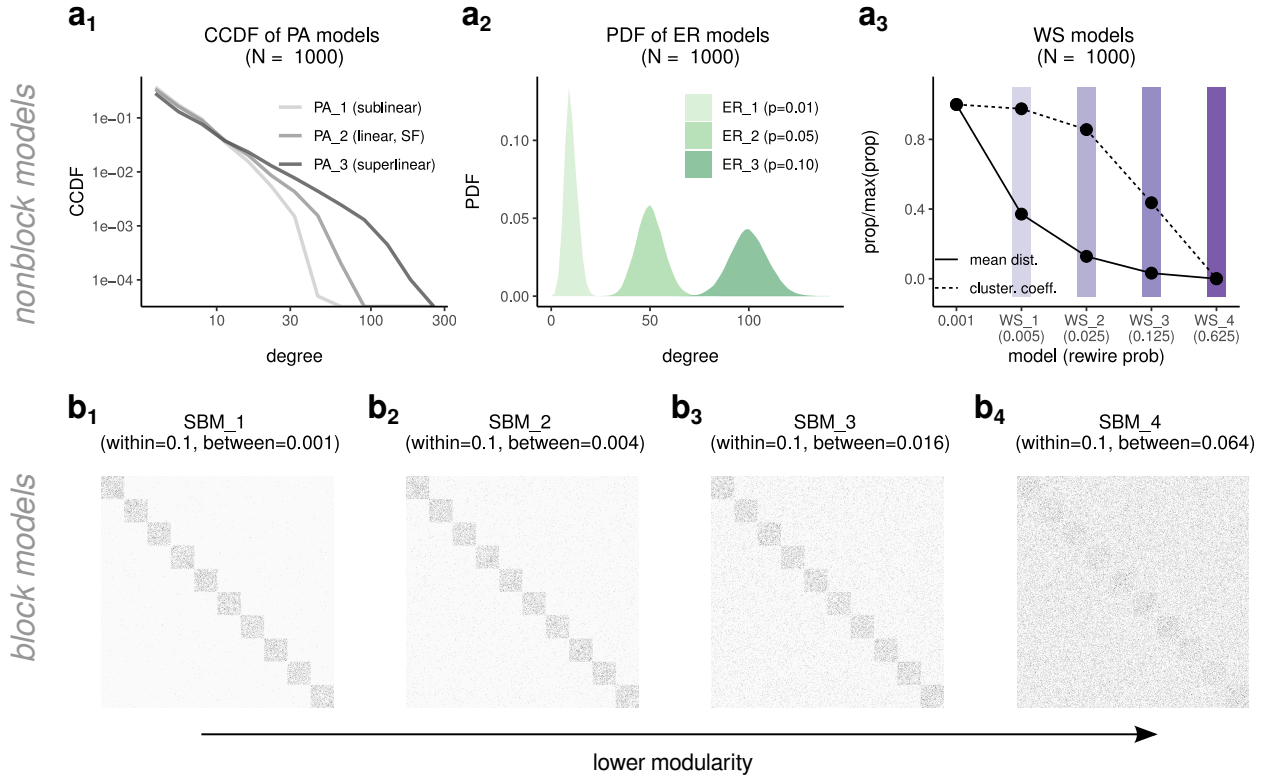 nonblock models
a1
CCDF of PA models
(N = 1000)
CCDF
1e−01
1e−02
1e−03
1e−04
PA_1 (sublinear)
PA_2 (linear, SF)
PA_3 (superlinear)
10
30
100
300
degree
a2
PDF of ER models
(N = 1000)
PDF
0.10
0.05
0.00
ER_1 (p=0.01)
ER_2 (p=0.05)
ER_3 (p=0.10)
0
50
100
degree
a3
WS models
(N = 1000)
prop/max(prop)
0.8
0.4
0.0
mean dist.
cluster. coeff.
0.001
WS_1
(0.005)
WS_2
(0.025)
WS_3
(0.125)
WS_4
(0.625)
model (rewire prob)
block models
b1
SBM_1
(within=0.1, between=0.001)
b2
SBM_2
(within=0.1, between=0.004)
b3
SBM_3
(within=0.1, between=0.016)
b4
SBM_4
(within=0.1, between=0.064)
lower modularity